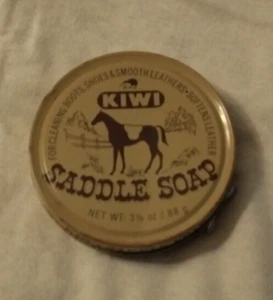 FOR CLEANING BOOTS, SHOES & SMOOTH LEATHERS • SOFTENS LEATHER
KIWI
SADDLE SOAP
NET WT. 3⅛ oz / 88 g